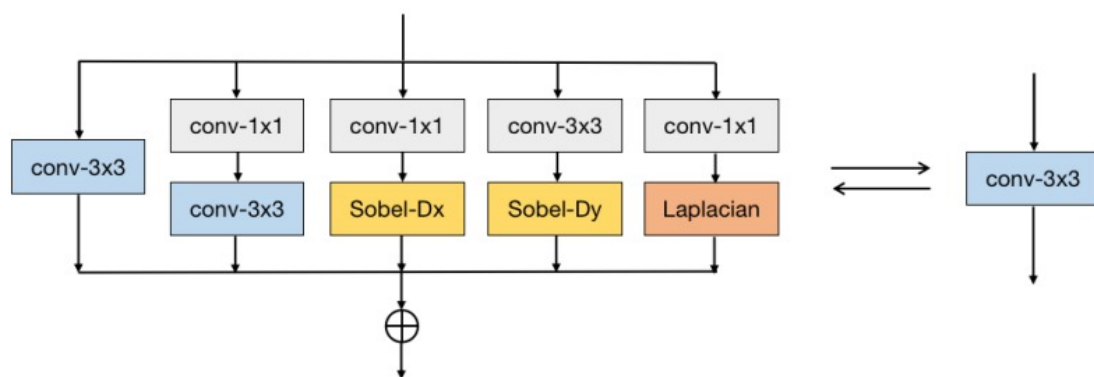 conv-1x1
conv-1x1
conv-3x3
conv-1x1
conv-3x3
conv-3x3
Sobel-Dx
Sobel-Dy
Laplacian
conv-3x3